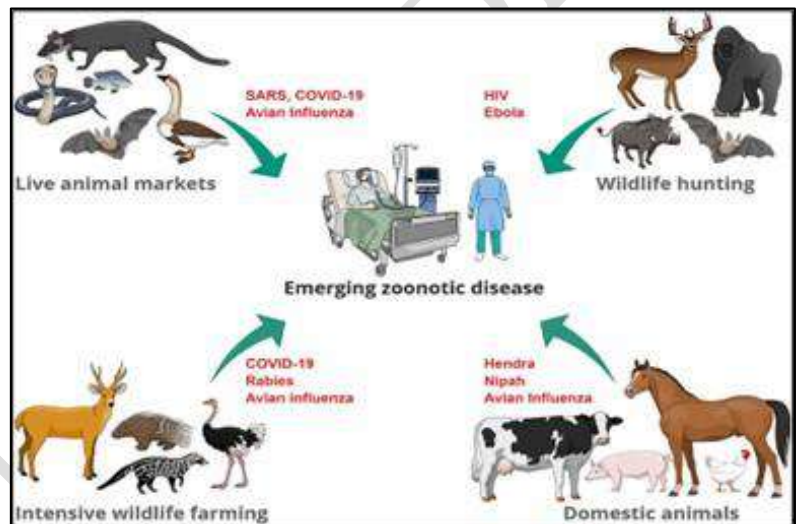 SARS, COVID-19
Avian Influenza
HIV
Ebola
Live animal markets
Wildlife hunting
Emerging zoonotic disease
COVID-19
Rabies
Avian influenza
Hendra
Nipah
Avian Influenza
Intensive wildlife farming
Domestic animals